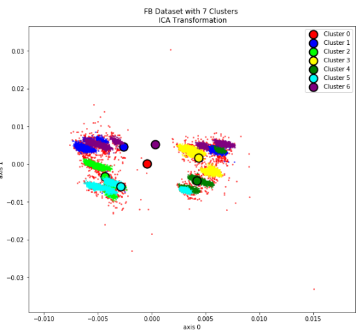 FB Dataset with 7 Clusters
ICA Transformation
Cluster 0
Cluster 1
Cluster 2
Cluster 3
Cluster 4
Cluster 5
Cluster 6
0.03
0.02
0.01
0.00
−0.01
−0.02
−0.03
axis 1
−0.010
−0.005
0.000
0.005
0.010
0.015
axis 0